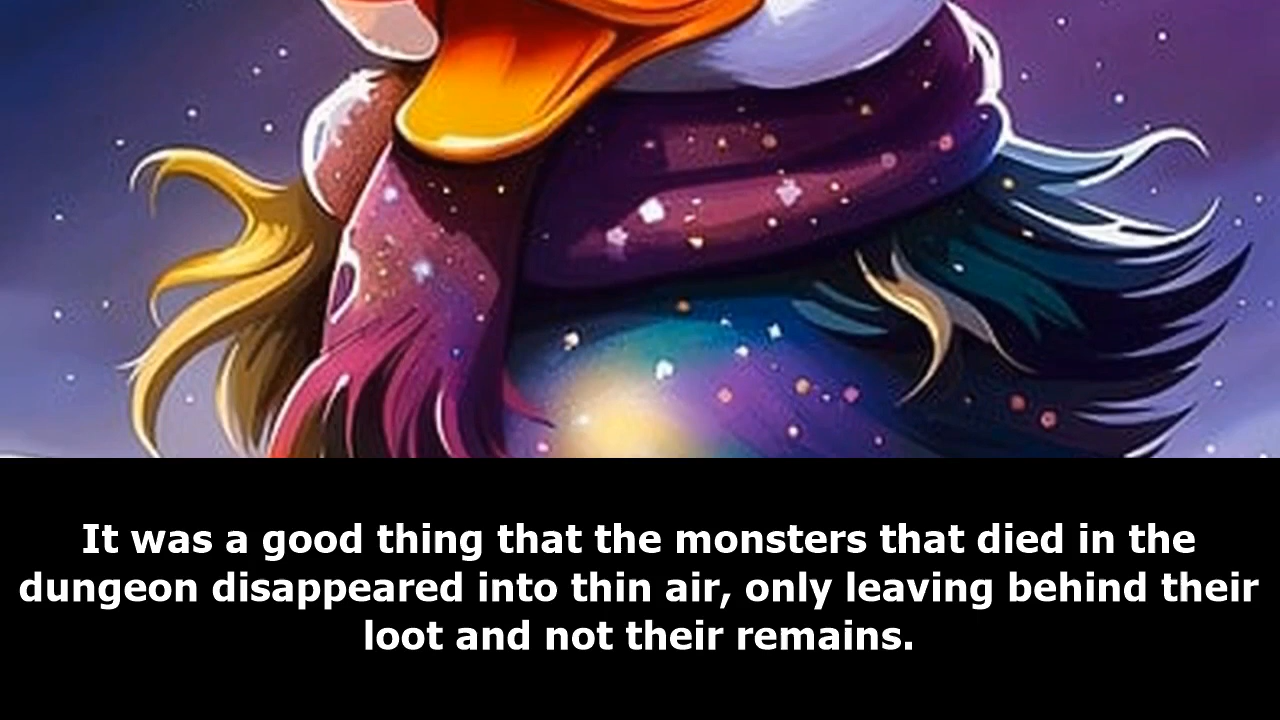 It was a good thing that the monsters that died in the
dungeon disappeared into thin air, only leaving behind their
loot and not their remains.